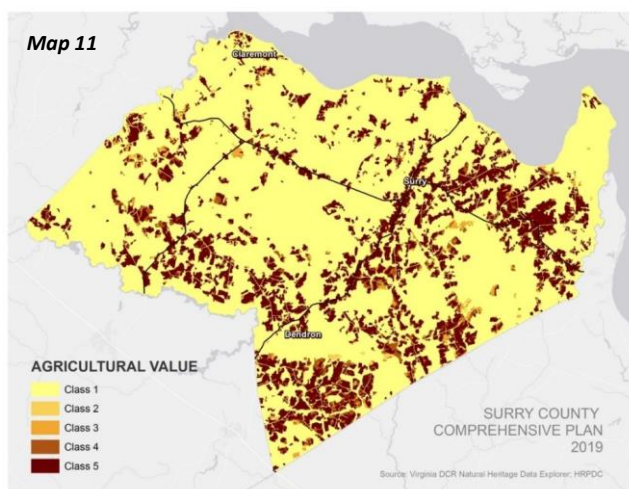 Map 11
Claremont
Surry
Dendron
AGRICULTURAL VALUE
Class 1
Class 2
Class 3
Class 4
Class 5
SURRY COUNTY
COMPREHENSIVE PLAN
2019
Source: Virginia DCR Natural Heritage Data Explorer; HRPDC